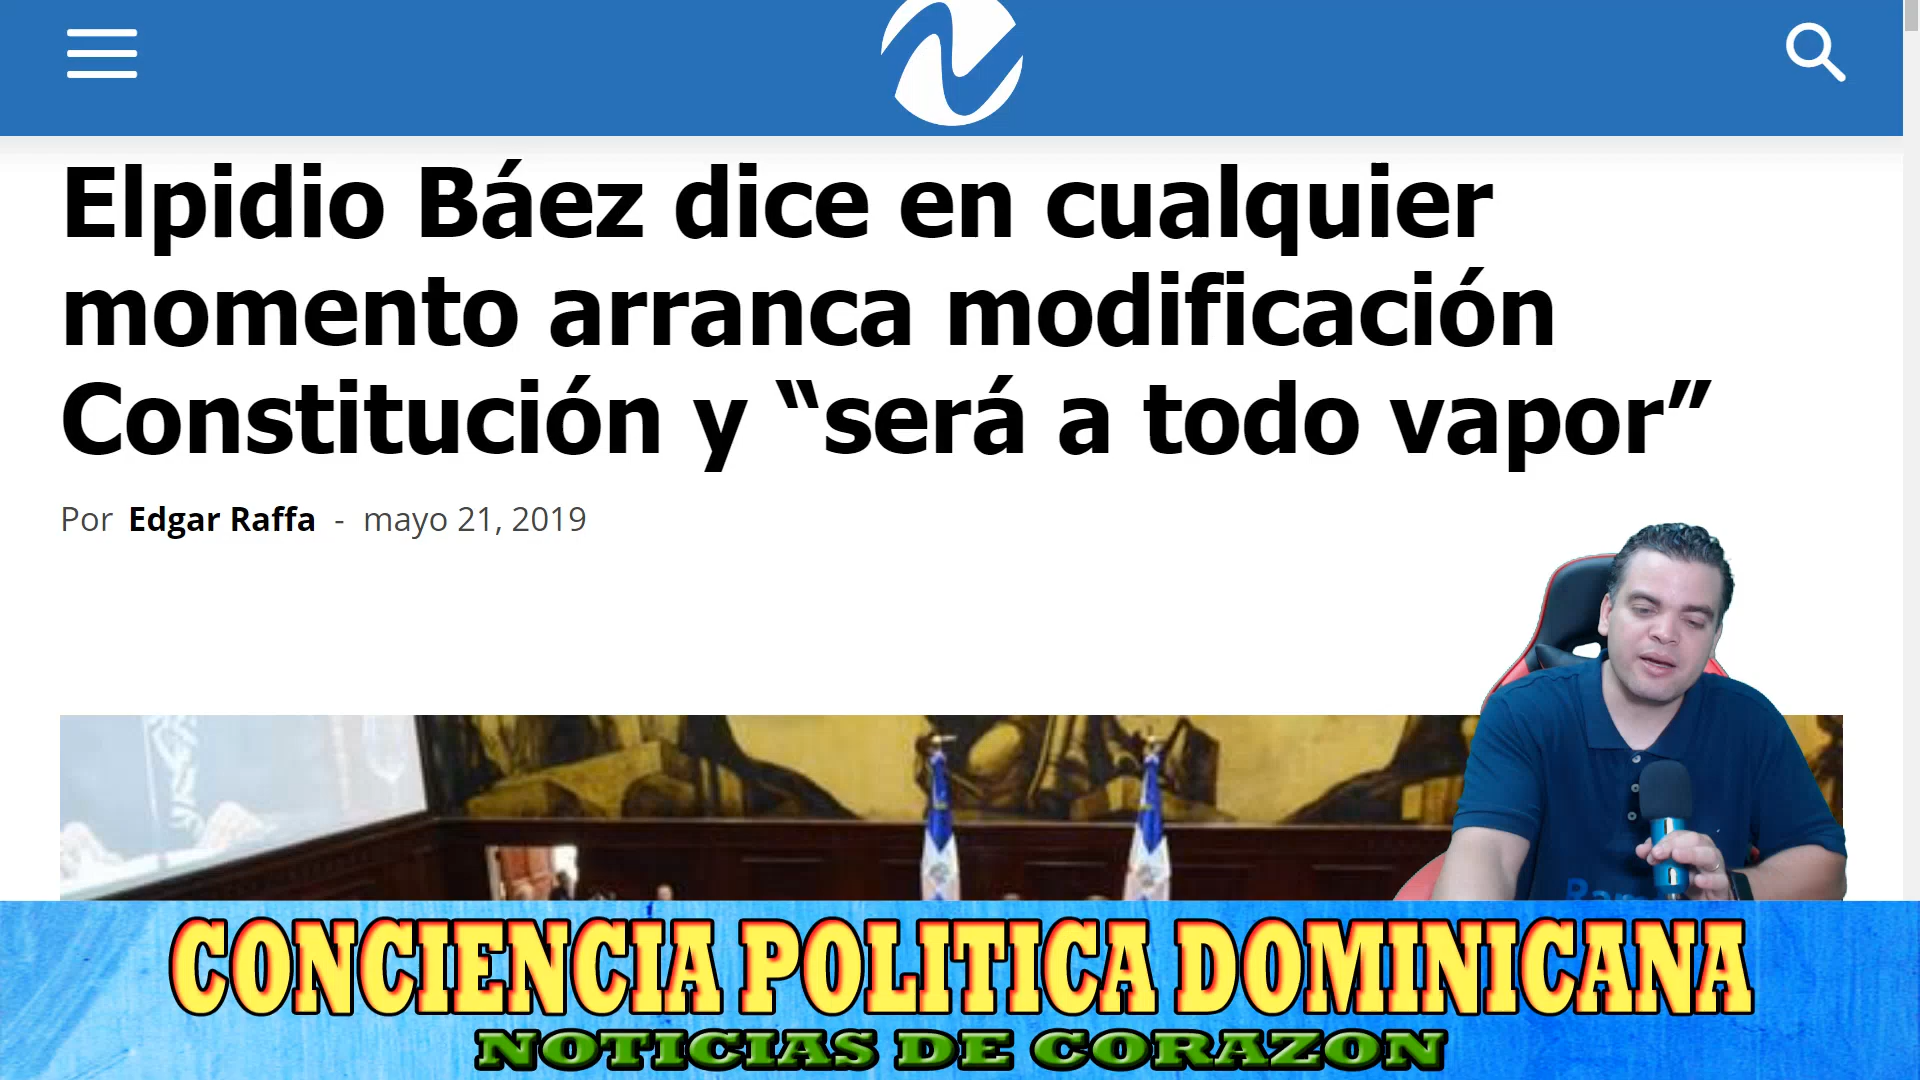 Elpidio Báez dice en cualquier
momento arranca modificación
Constitución y “será a todo vapor”
Por Edgar Raffa - mayo 21, 2019
CONCIENCIA POLITICA DOMINICANA
NOTICIAS DE CORAZON